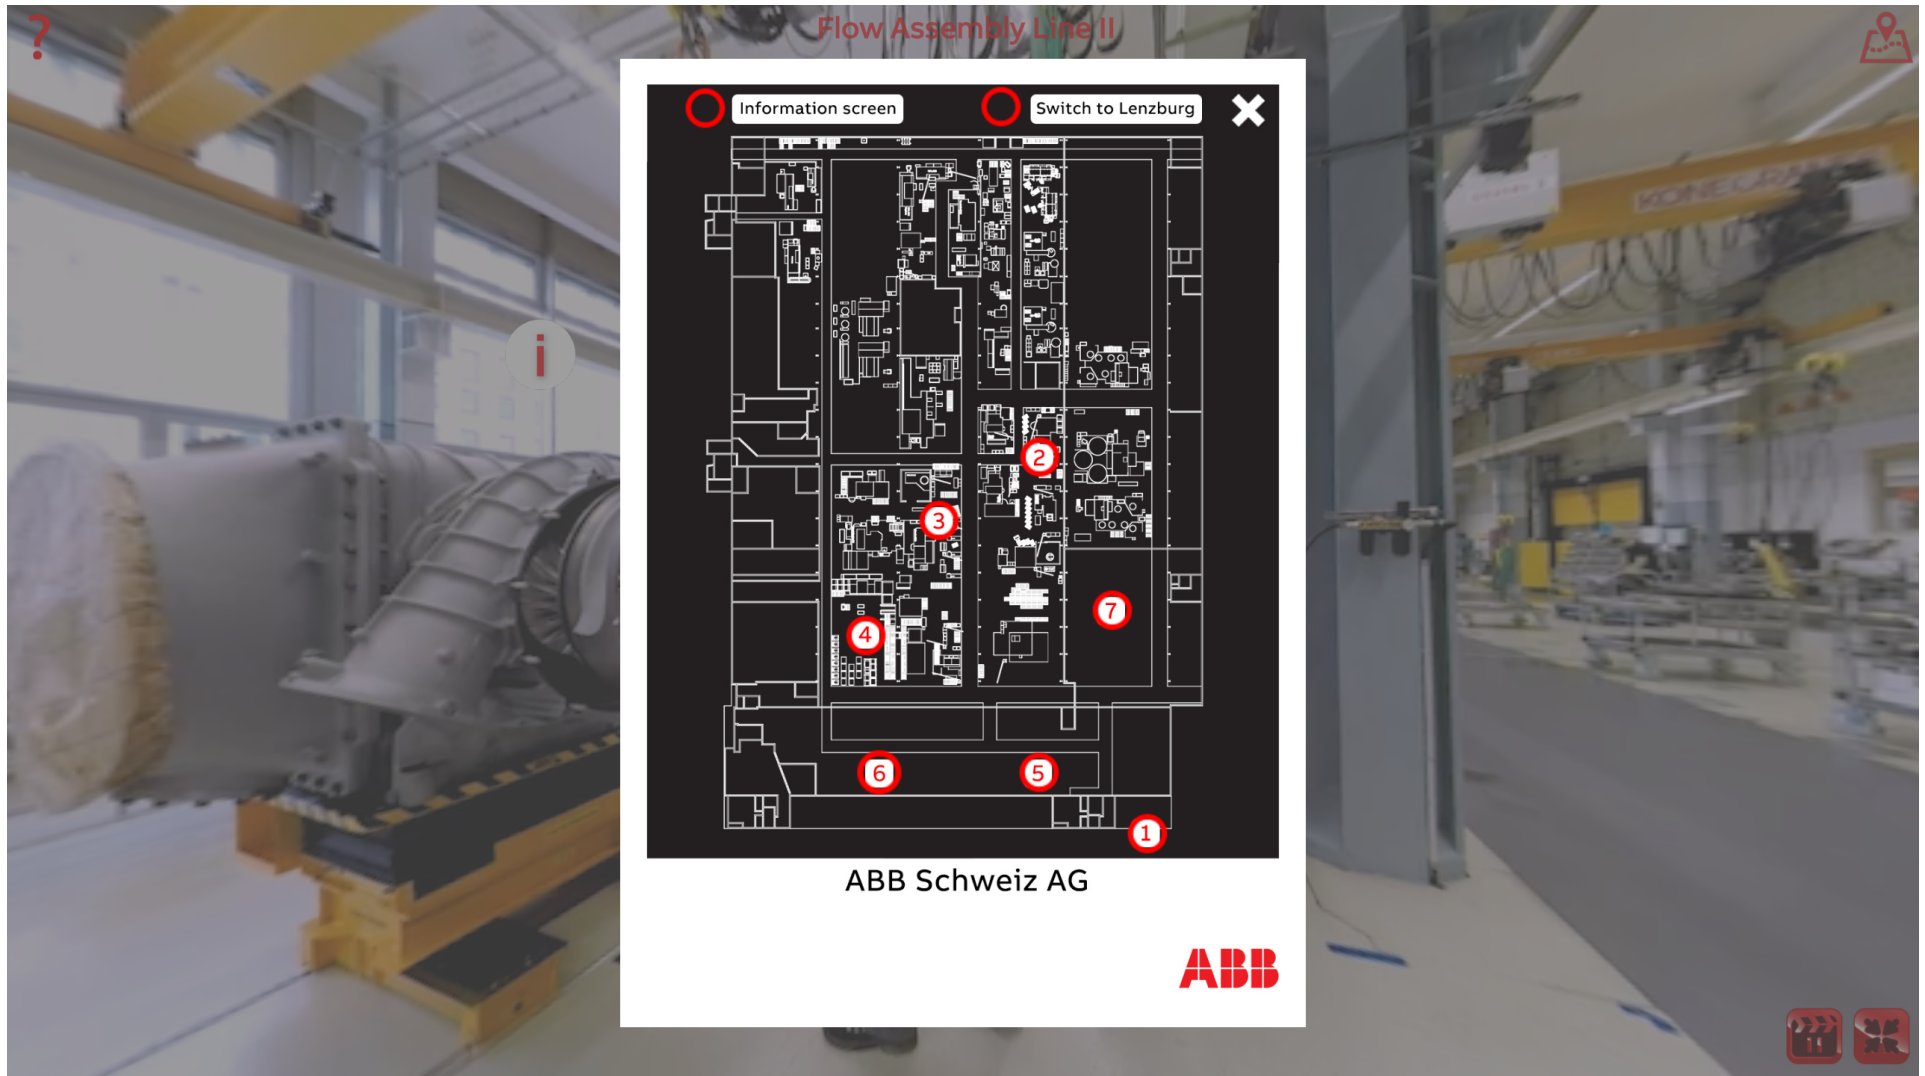 ?
Flow Assembly Line II
Information screen
Switch to Lenzburg
KONECRANES
i
2
3
7
4
6
5
1
ABB Schweiz AG
ABB